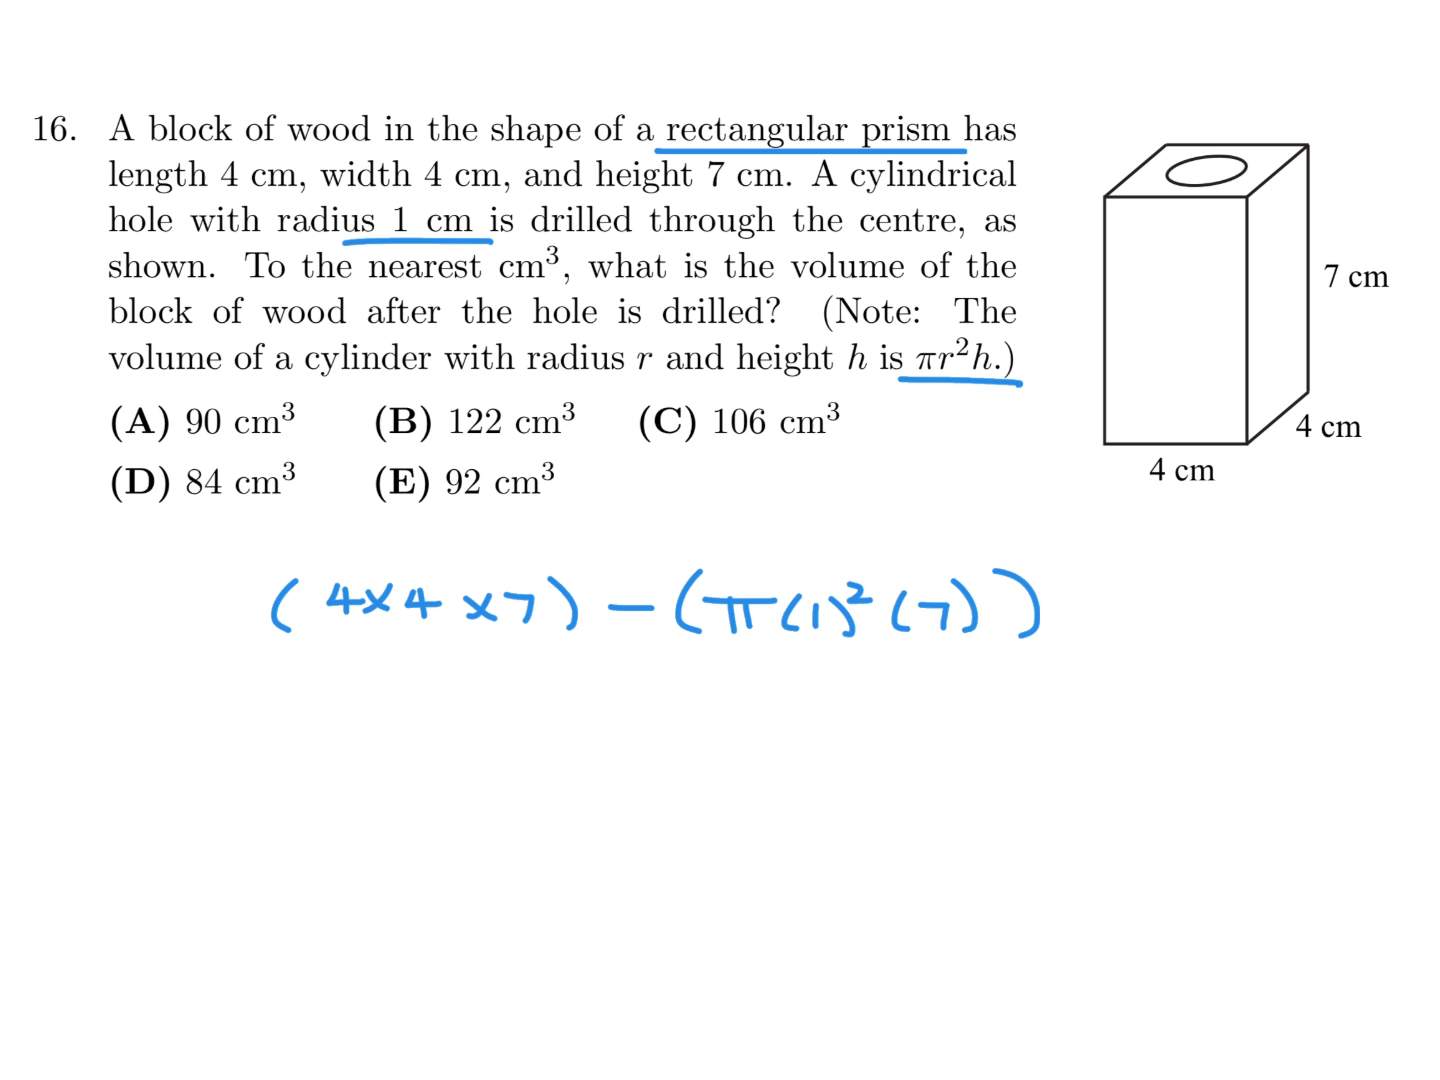 16. A block of wood in the shape of a rectangular prism has
length 4 cm, width 4 cm, and height 7 cm. A cylindrical
hole with radius 1 cm is drilled through the centre, as
shown. To the nearest cm³, what is the volume of the
block of wood after the hole is drilled? (Note: The
volume of a cylinder with radius r and height h is πr²h.)
(A) 90 cm³ (B) 122 cm³ (C) 106 cm³
(D) 84 cm³ (E) 92 cm³
7 cm
4 cm
4 cm
(4×4×7) − (π(1)²(7))